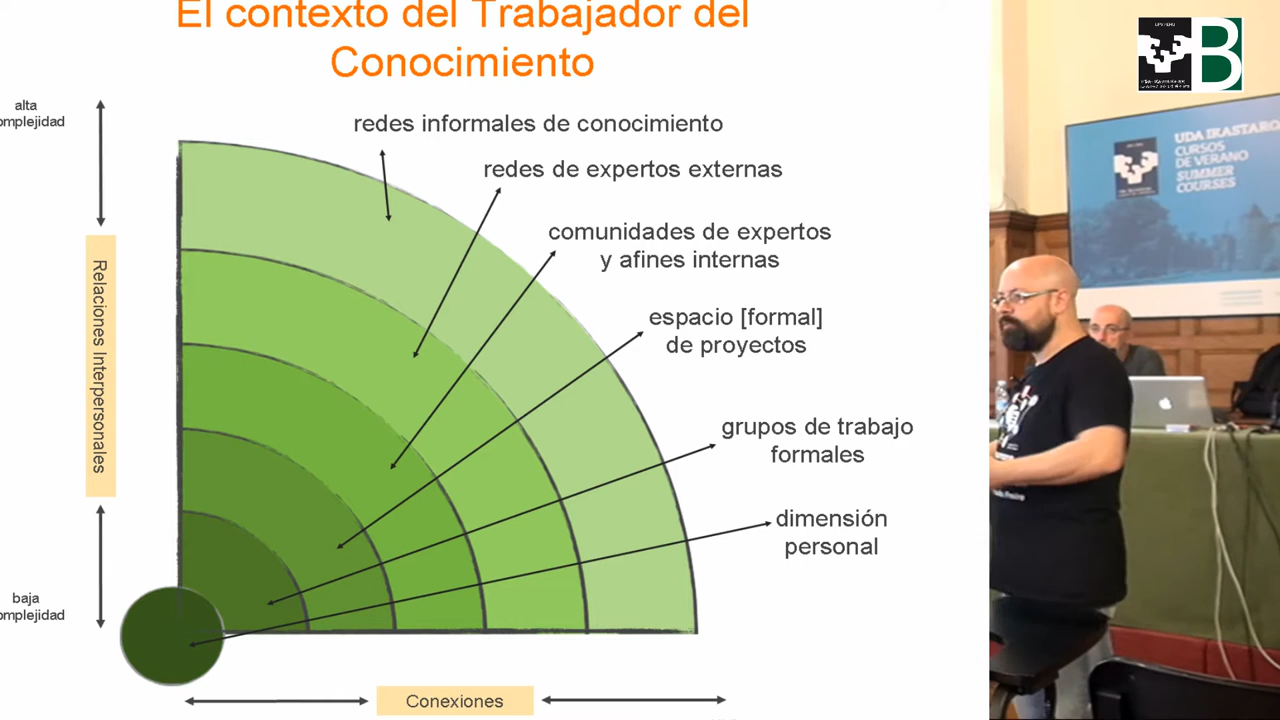 El contexto del Trabajador del
Conocimiento
alta
omplejidad
redes informales de conocimiento
redes de expertos externas
comunidades de expertos
y afines internas
espacio [formal]
de proyectos
grupos de trabajo
formales
dimensión
personal
Relaciones Interpersonales
baja
omplejidad
Conexiones
B
UDA IKASTARO
CURSOS
DE VERANO
SUMMER
COURSES